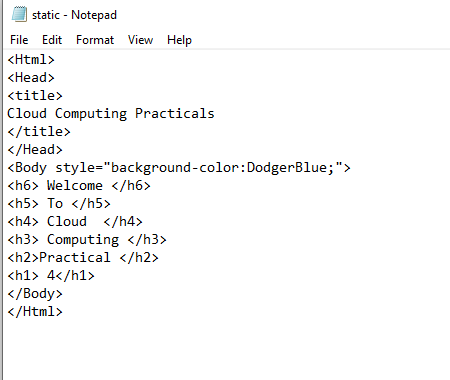 static - Notepad
File Edit Format View Help
<Html>
<Head>
<title>
Cloud Computing Practicals
</title>
</Head>
<Body style="background-color:DodgerBlue;">
<h6> Welcome </h6>
<h5> To </h5>
<h4> Cloud  </h4>
<h3> Computing </h3>
<h2>Practical </h2>
<h1> 4</h1>
</Body>
</Html>